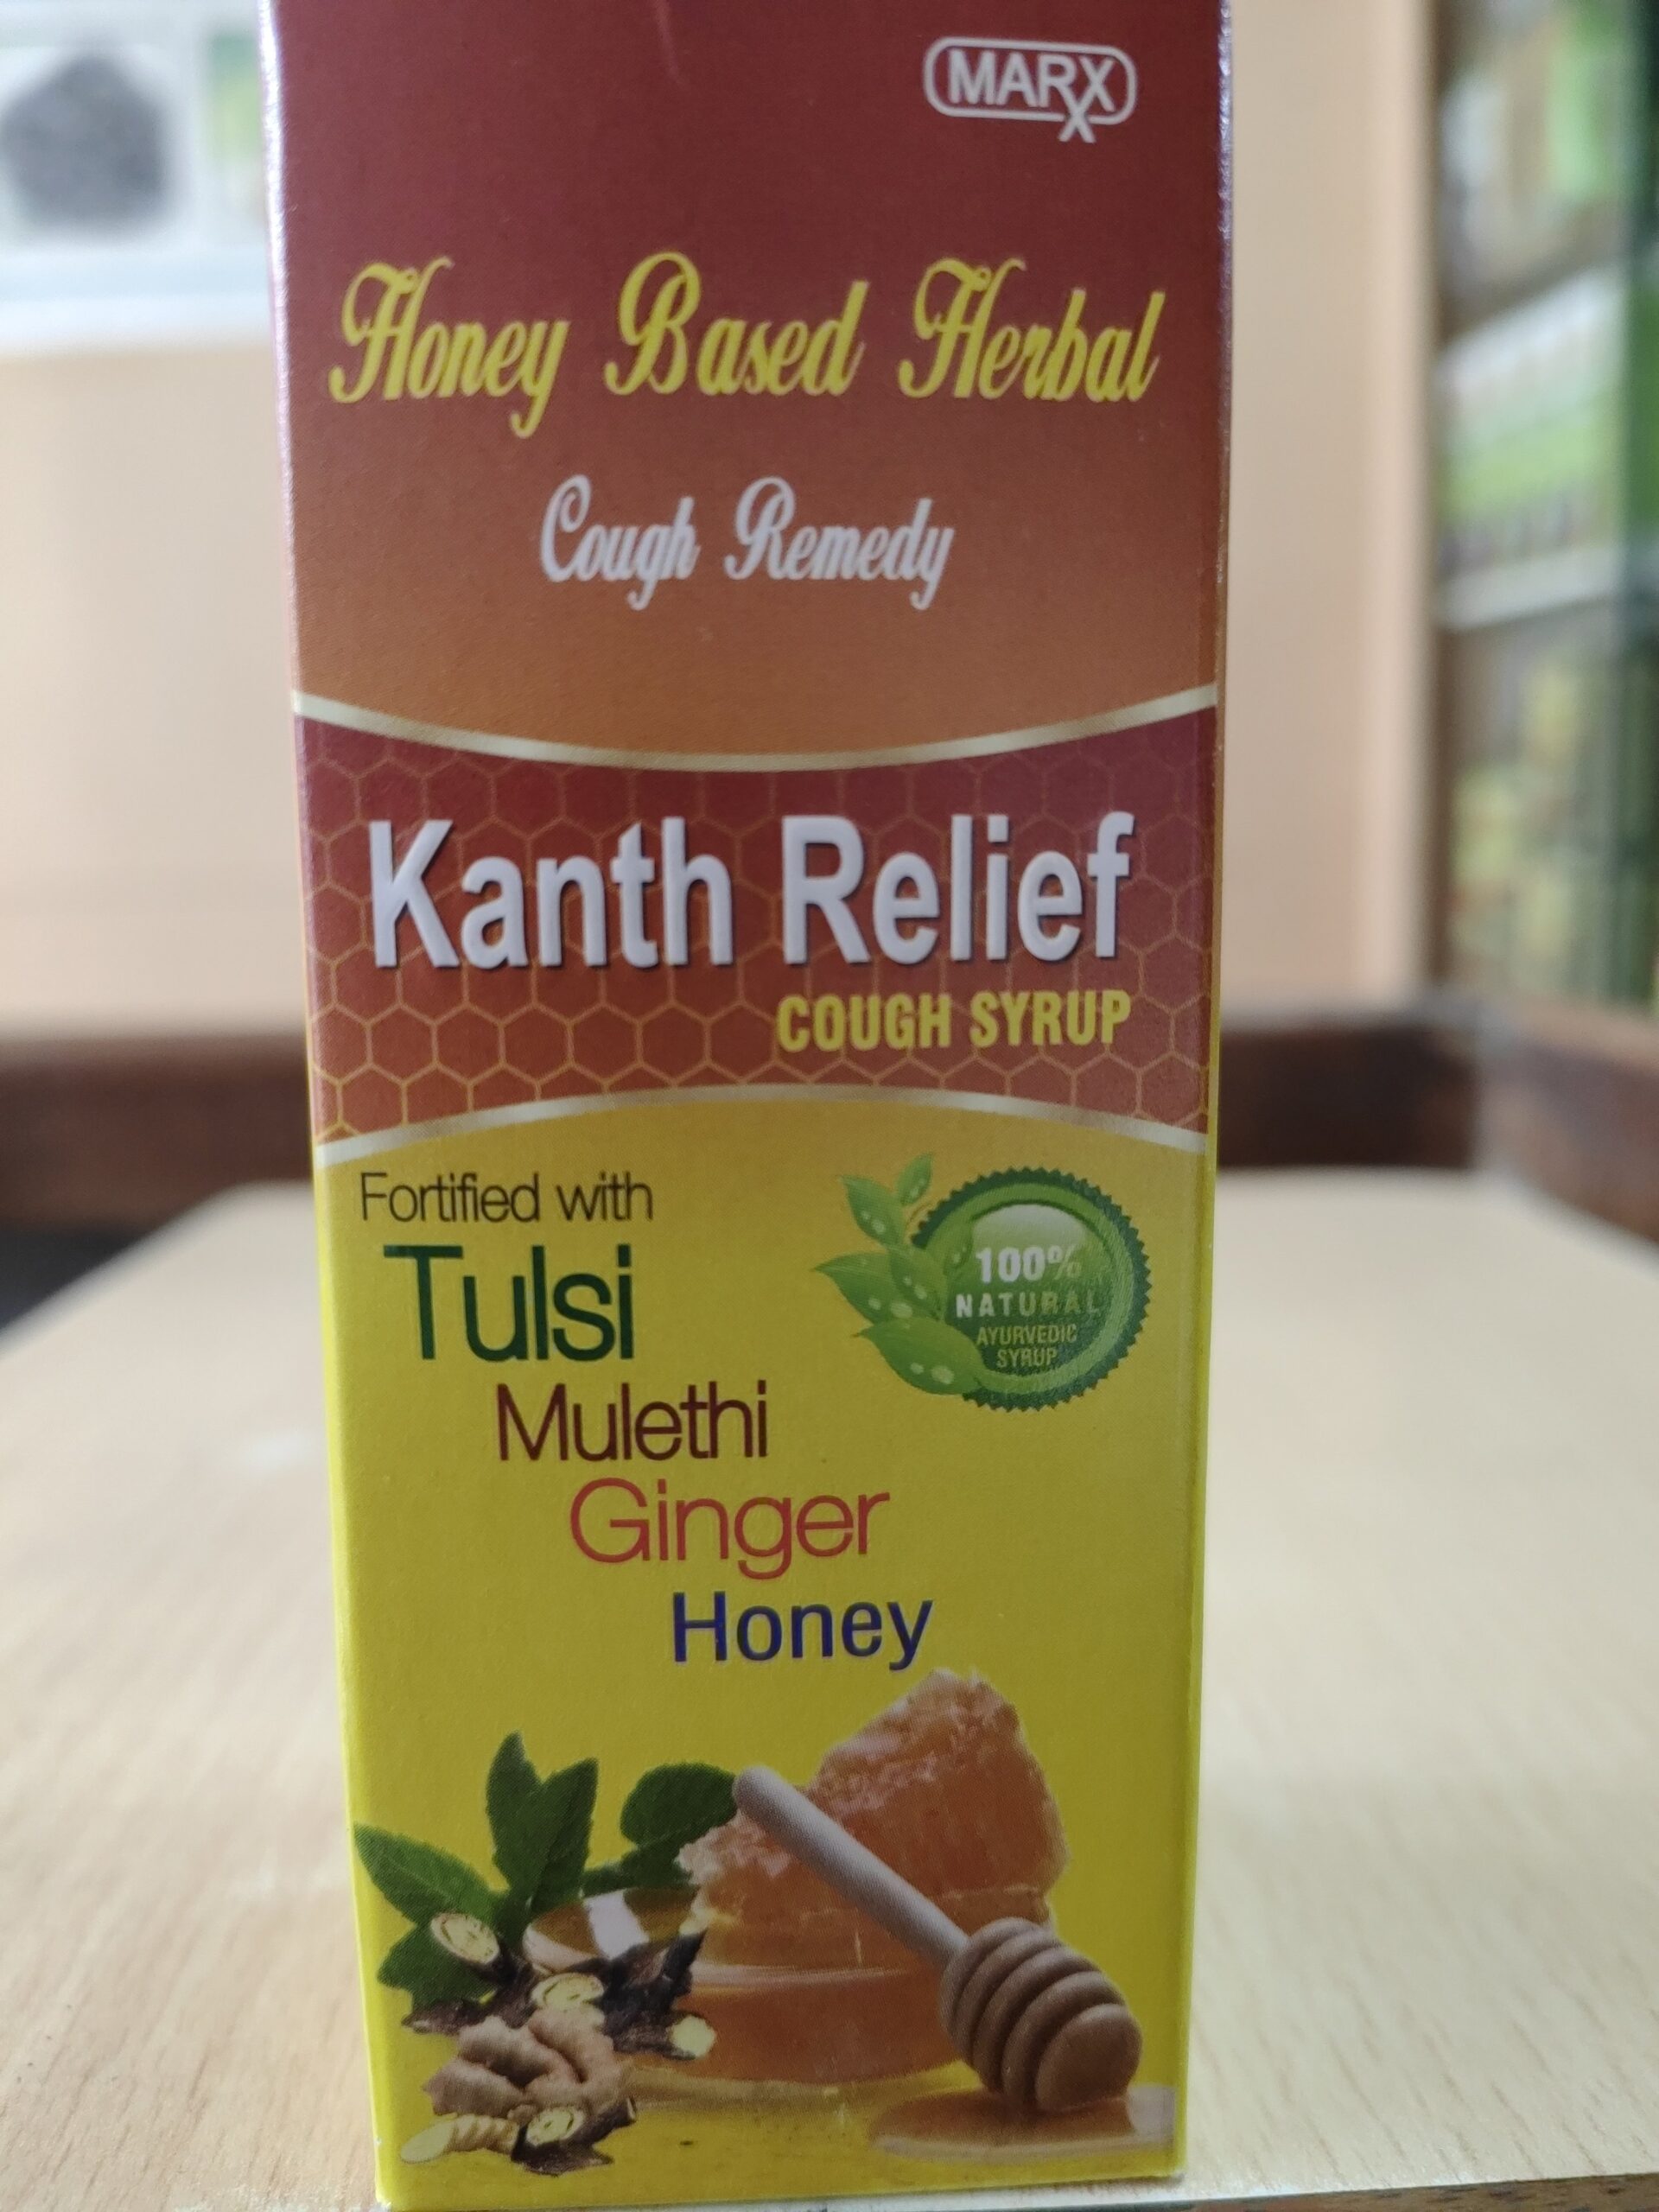 MARX
Honey Based Herbal
Cough Remedy
Kanth Relief
COUGH SYRUP
Fortified with
Tulsi
Mulethi
Ginger
Honey
100%
NATURAL
AYURVEDIC
SYRUP